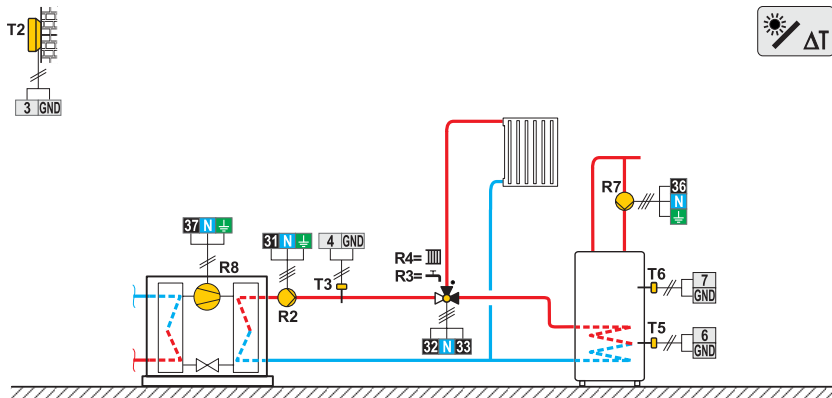 T2
3 GND
ΔT
37 N
R8
31 N
R2
4 GND
T3
R4=
R3=
32 N 33
R7
36
N
T6
7
GND
T5
6
GND